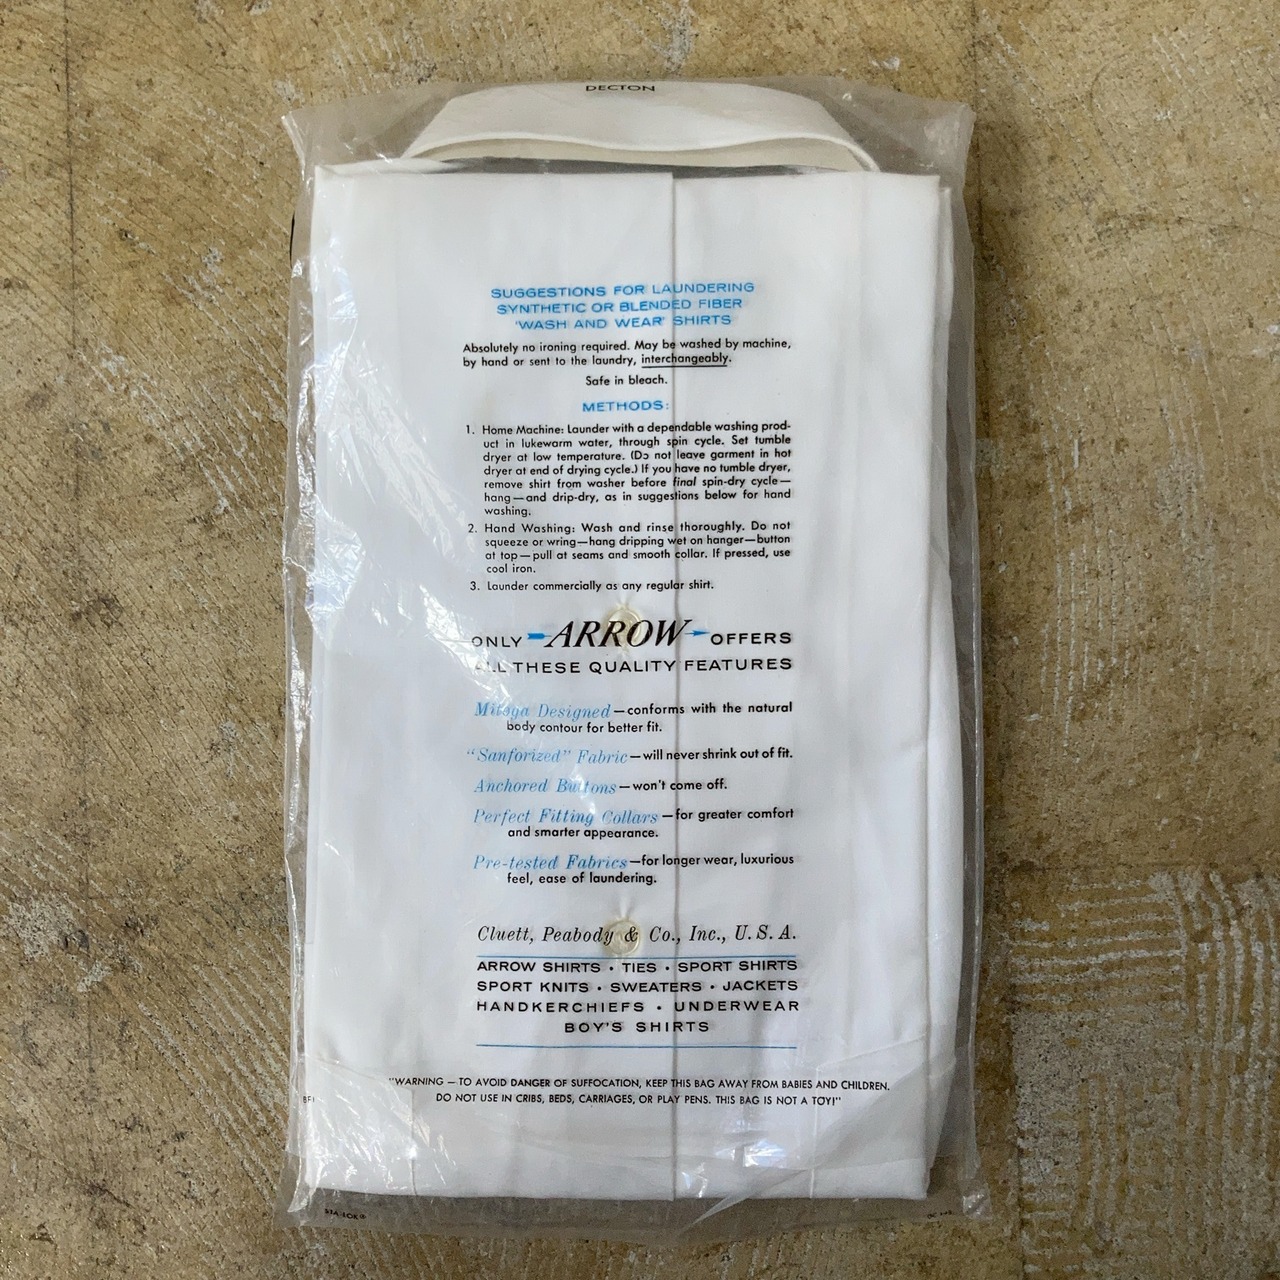 DECTON
SUGGESTIONS FOR LAUNDERING
SYNTHETIC OR BLENDED FIBER
'WASH AND WEAR' SHIRTS
Absolutely no ironing required. May be washed by machine,
by hand or sent to the laundry, interchangeably.
Safe in bleach.
METHODS:
1. Home Machine: Launder with a dependable washing prod-
uct in lukewarm water, through spin cycle. Set tumble
dryer at low temperature. (Do not leave garment in hot
dryer at end of drying cycle.) If you have no tumble dryer,
remove shirt from washer before final spin-dry cycle—
hang—and drip-dry, as in suggestions below for hand
washing.
2. Hand Washing: Wash and rinse thoroughly. Do not
squeeze or wring—hang dripping wet on hanger—button
at top—pull at seams and smooth collar. If pressed, use
cool iron.
3. Launder commercially as any regular shirt.
ONLY ARROW OFFERS
ALL THESE QUALITY FEATURES
Mitoga Designed—conforms with the natural
body contour for better fit.
"Sanforized" Fabric—will never shrink out of fit.
Anchored Buttons—won't come off.
Perfect Fitting Collars—for greater comfort
and smarter appearance.
Pre-tested Fabrics—for longer wear, luxurious
feel, ease of laundering.
Cluett, Peabody & Co., Inc., U. S. A.
ARROW SHIRTS • TIES • SPORT SHIRTS
SPORT KNITS • SWEATERS • JACKETS
HANDKERCHIEFS • UNDERWEAR
BOY'S SHIRTS
"WARNING — TO AVOID DANGER OF SUFFOCATION, KEEP THIS BAG AWAY FROM BABIES AND CHILDREN.
DO NOT USE IN CRIBS, BEDS, CARRIAGES, OR PLAY PENS. THIS BAG IS NOT A TOY!"
STA-LOK®